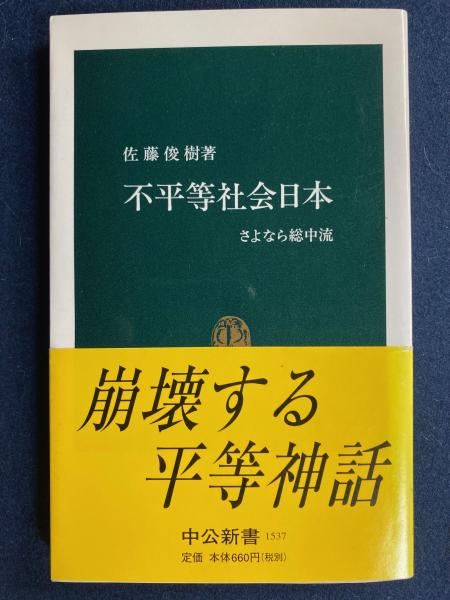 佐藤俊樹著
不平等社会日本
さよなら総中流
崩壊する
平等神話
中公新書 1537
定価 本体660円(税別)